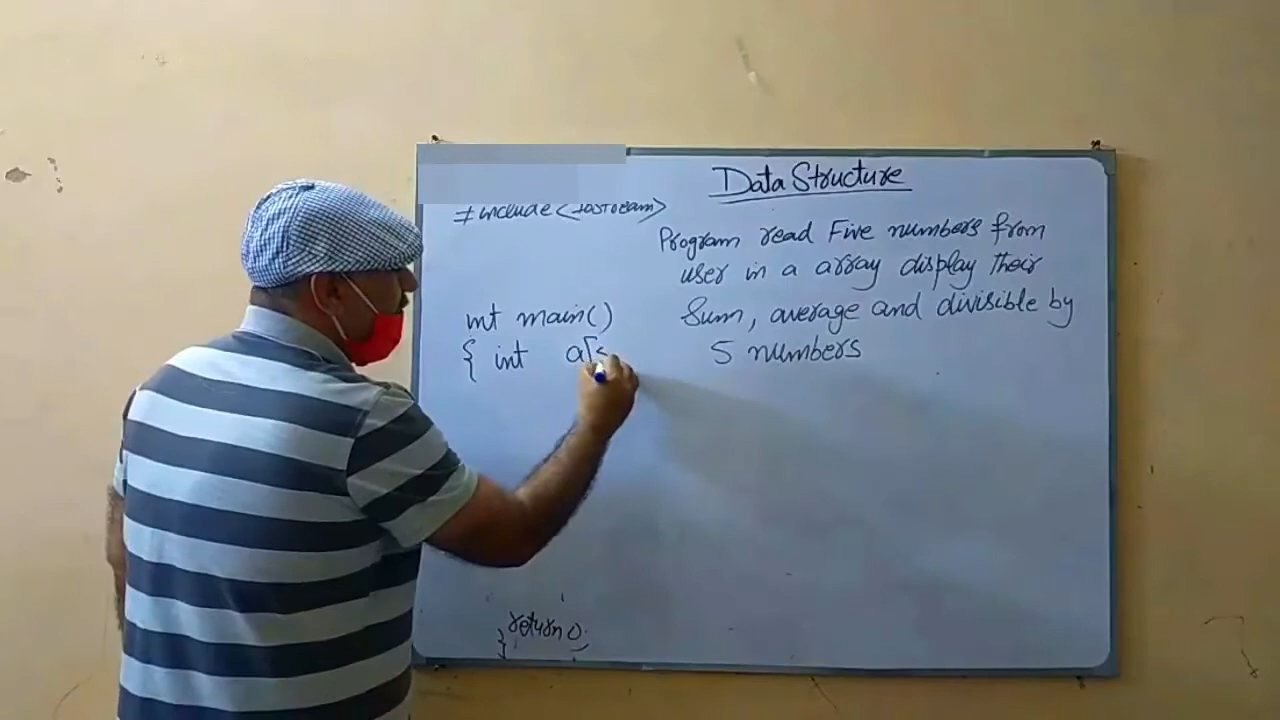 Data Structure
#include <iostream>
Program read Five numbers from
user in a array display their
Sum, average and divisible by
5 numbers
int main()
{ int a[5
return 0;
}